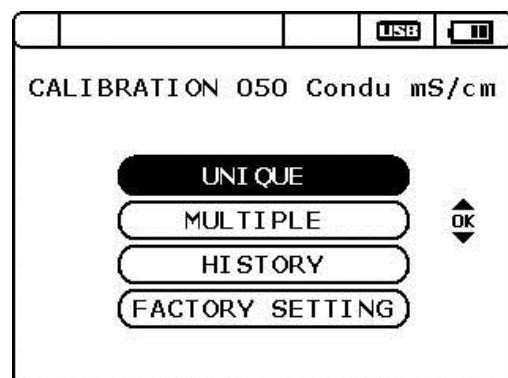 USB
CALIBRATION 050 Condu mS/cm
UNIQUE
MULTIPLE
OK
HISTORY
FACTORY SETTING